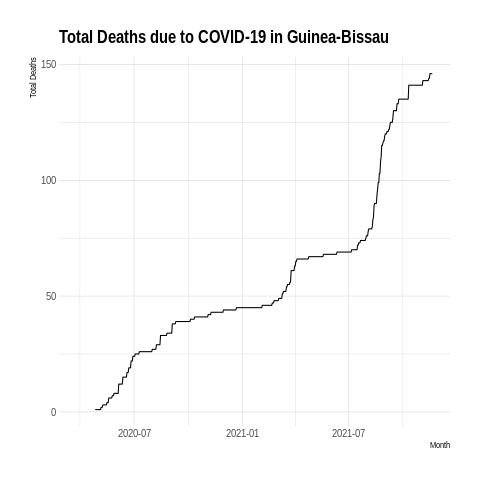 Total Deaths due to COVID-19 in Guinea-Bissau
Total Deaths
150
100
50
0
2020-07 2021-01 2021-07
Month